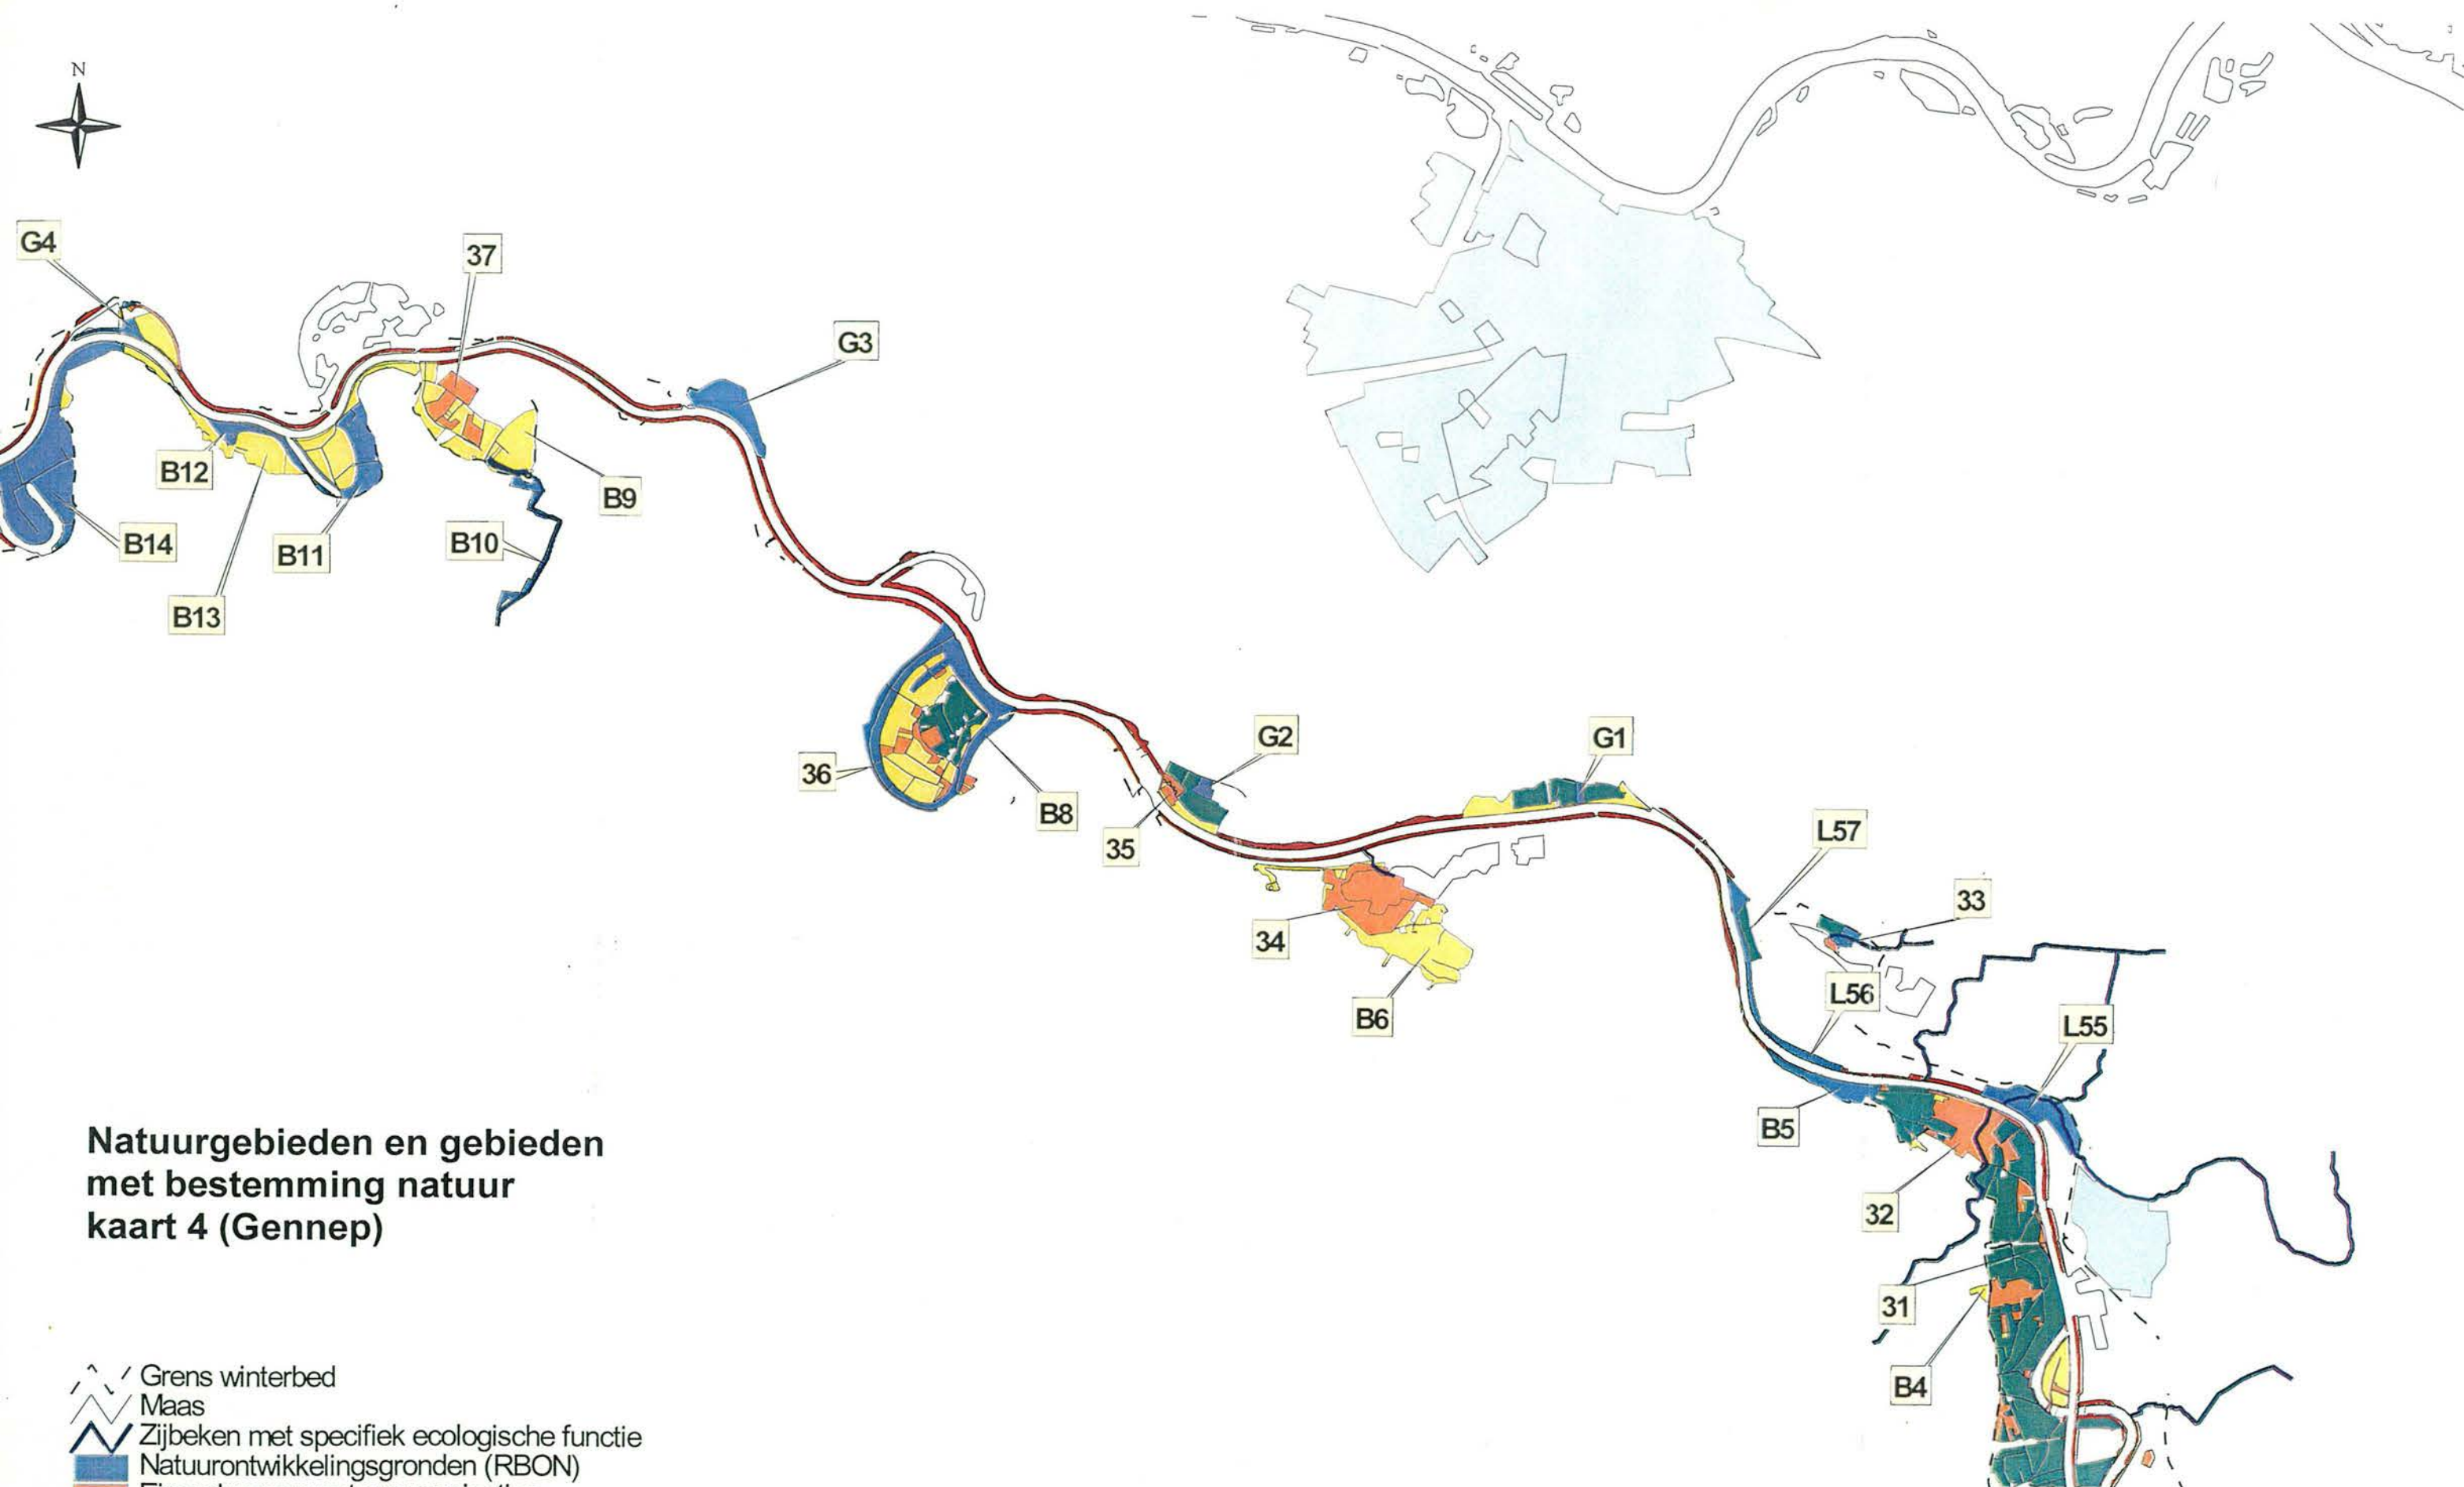 N
G4
37
G3
B12
B9
B14
B11
B10
B13
36
B8
G2
G1
35
L57
33
34
L56
B6
L55
B5
32
31
B4
Natuurgebieden en gebieden
met bestemming natuur
kaart 4 (Gennep)
Grens winterbed
Maas
Zijbeken met specifiek ecologische functie
Natuurontwikkelingsgronden (RBON)